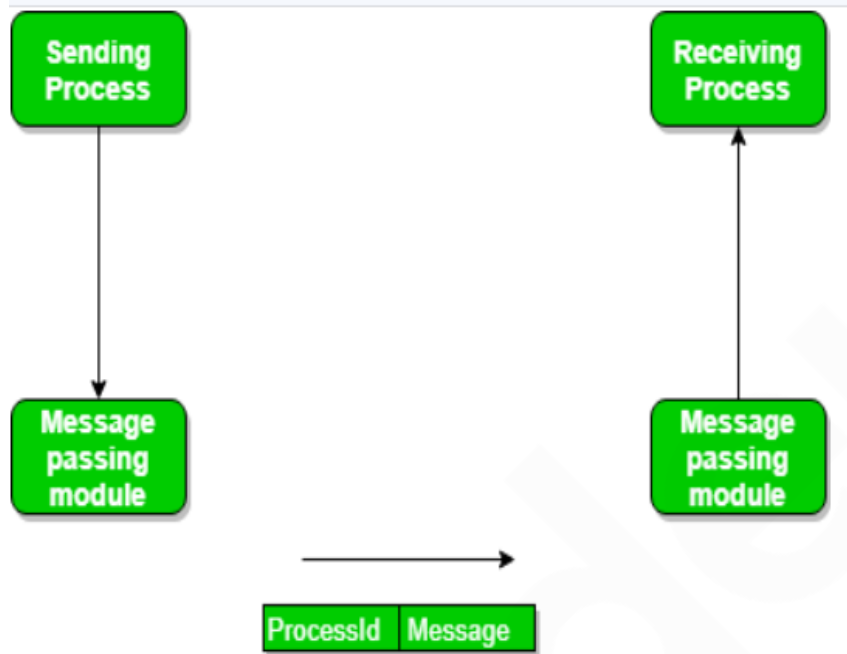 Sending
Process
Receiving
Process
Message
passing
module
Message
passing
module
ProcessId
Message